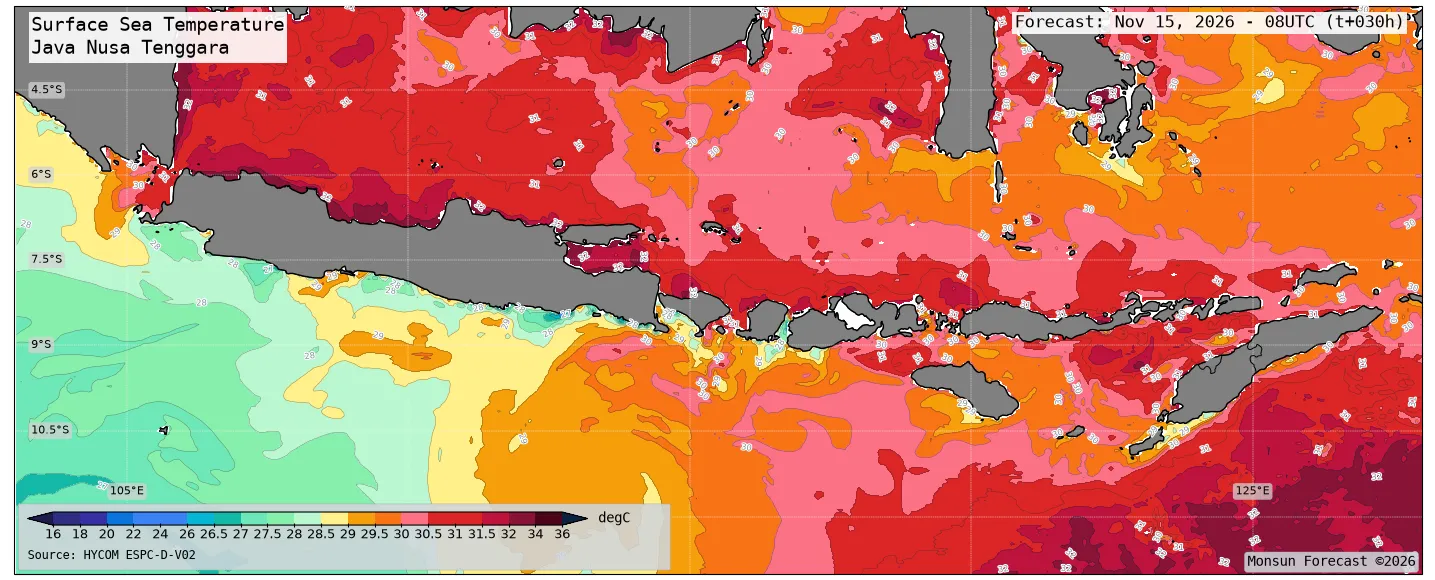 Surface Sea Temperature
Java Nusa Tenggara
Forecast: Nov 15, 2026 - 08UTC (t+030h)
4.5°S
6°S
7.5°S
9°S
10.5°S
105°E
125°E
16 18 20 22 24 26 26.5 27 27.5 28 28.5 29 29.5 30 30.5 31 31.5 32 34 36
degC
Source: HYCOM ESPC-D-V02
Monsun Forecast ©2026